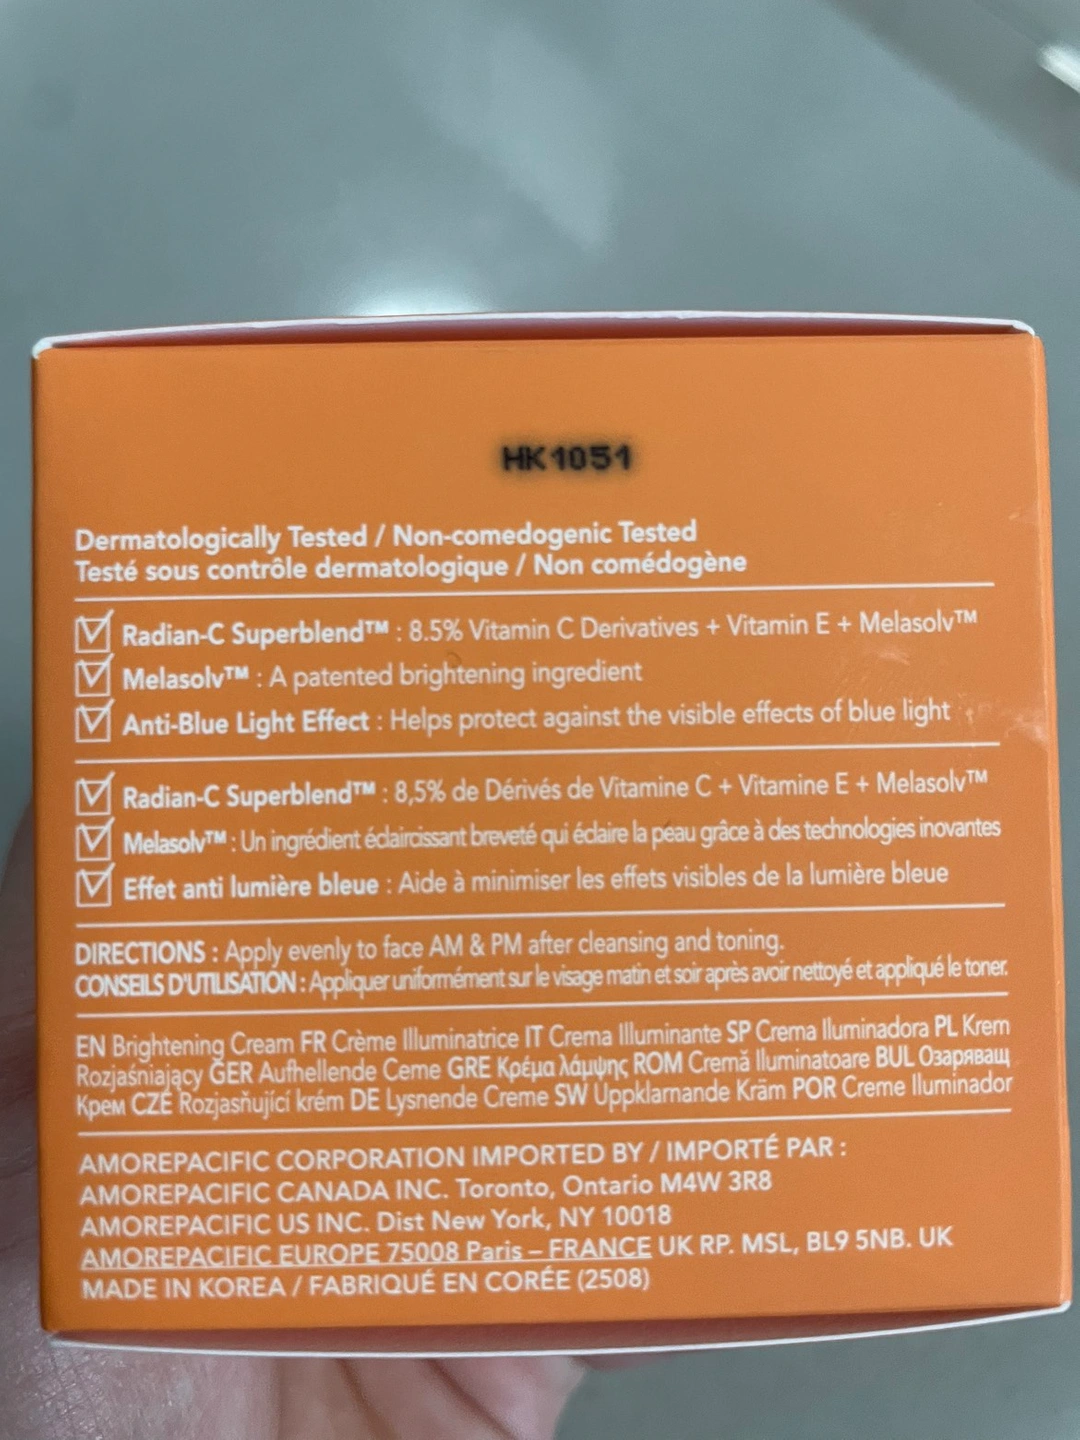 HK1051
Dermatologically Tested / Non-comedogenic Tested
Testé sous contrôle dermatologique / Non comédogène
Radian-C Superblend™ : 8.5% Vitamin C Derivatives + Vitamin E + Melasolv™
Melasolv™ : A patented brightening ingredient
Anti-Blue Light Effect : Helps protect against the visible effects of blue light
Radian-C Superblend™ : 8,5% de Dérivés de Vitamine C + Vitamine E + Melasolv™
Melasolv™ : Un ingrédient éclaircissant breveté qui éclaire la peau grâce à des technologies inovantes
Effet anti lumière bleue : Aide à minimiser les effets visibles de la lumière bleue
DIRECTIONS : Apply evenly to face AM & PM after cleansing and toning.
CONSEILS D'UTILISATION : Appliquer uniformément sur le visage matin et soir après avoir nettoyé et appliqué le toner.
EN Brightening Cream FR Crème Illuminatrice IT Crema Illuminante SP Crema Iluminadora PL Krem
Rozjaśniający GER Aufhellende Ceme GRE Κρέμα λάμψης ROM Cremă Iluminatoare BUL Озаряващ
Крем CZE Rozjasňující krém DE Lysnende Creme SW Uppklarnande Kräm POR Creme Iluminador
AMOREPACIFIC CORPORATION IMPORTED BY / IMPORTÉ PAR :
AMOREPACIFIC CANADA INC. Toronto, Ontario M4W 3R8
AMOREPACIFIC US INC. Dist New York, NY 10018
AMOREPACIFIC EUROPE 75008 Paris – FRANCE UK RP. MSL, BL9 5NB. UK
MADE IN KOREA / FABRIQUÉ EN CORÉE (2508)